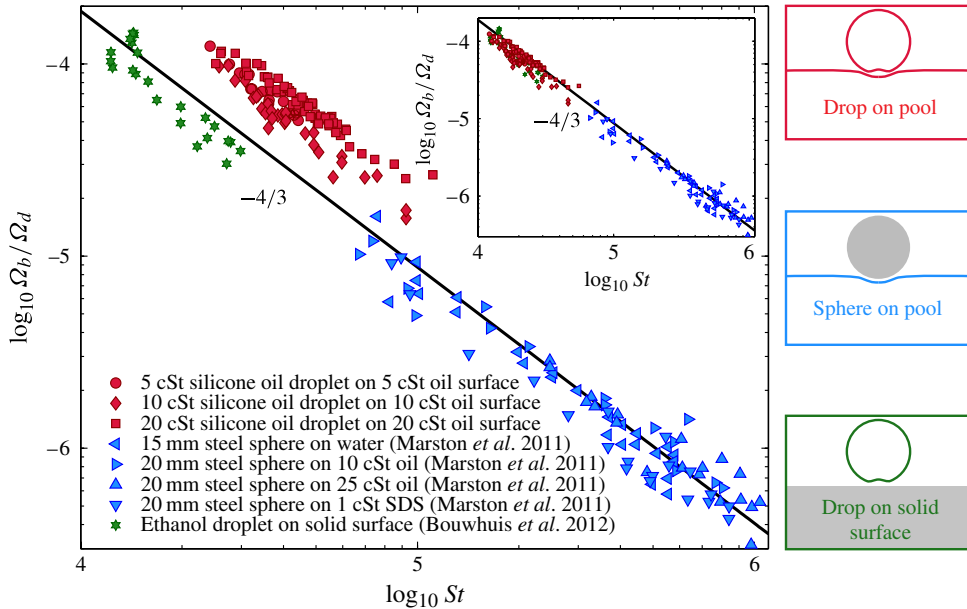 −4
−5
−6
log₁₀ Ω_b / Ω_d
4
5
6
log₁₀ St
−4/3
5 cSt silicone oil droplet on 5 cSt oil surface
10 cSt silicone oil droplet on 10 cSt oil surface
20 cSt silicone oil droplet on 20 cSt oil surface
15 mm steel sphere on water (Marston et al. 2011)
20 mm steel sphere on 10 cSt oil (Marston et al. 2011)
20 mm steel sphere on 25 cSt oil (Marston et al. 2011)
20 mm steel sphere on 1 cSt SDS (Marston et al. 2011)
Ethanol droplet on solid surface (Bouwhuis et al. 2012)
−4
−5
−6
log₁₀ Ω_b / Ω_d
−4/3
4
5
6
log₁₀ St
Drop on pool
Sphere on pool
Drop on solid
surface